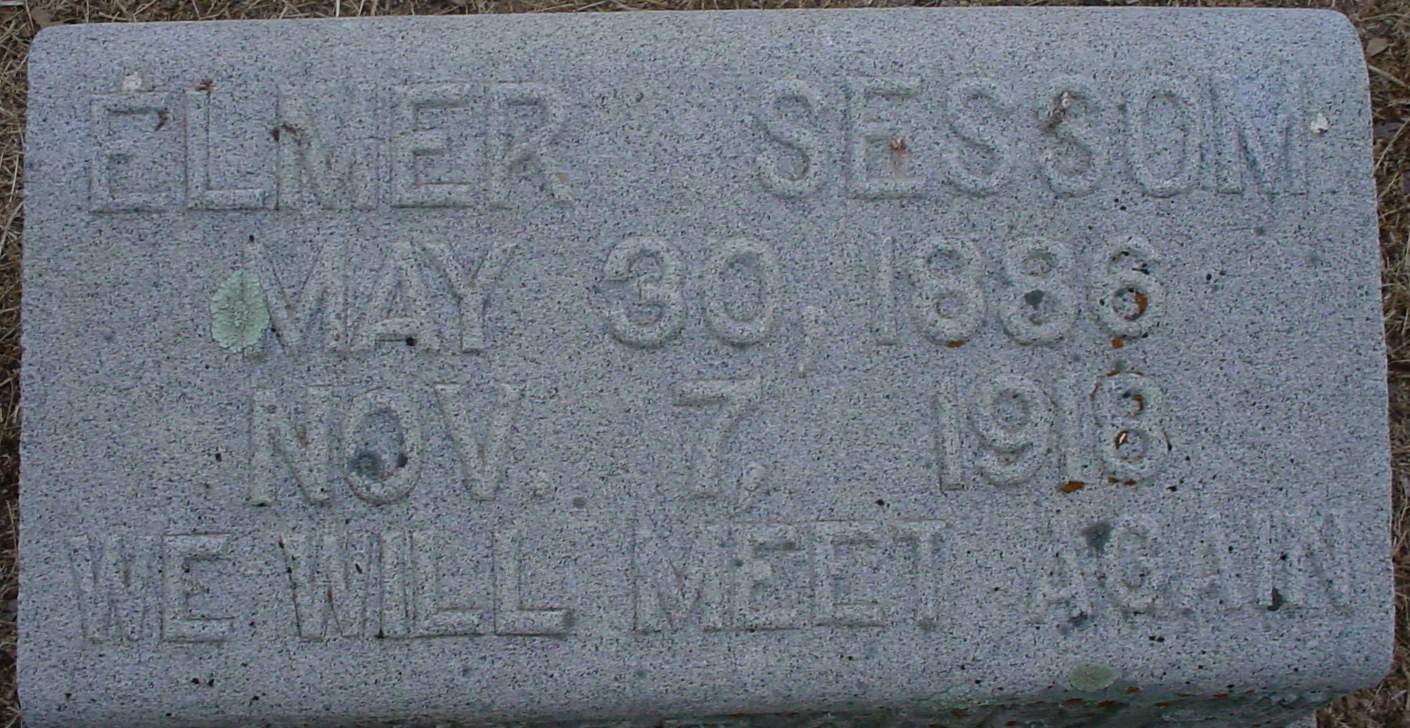 ELMER SESSOM
MAY 30, 1886
NOV. 7, 1918
WE WILL MEET AGAIN